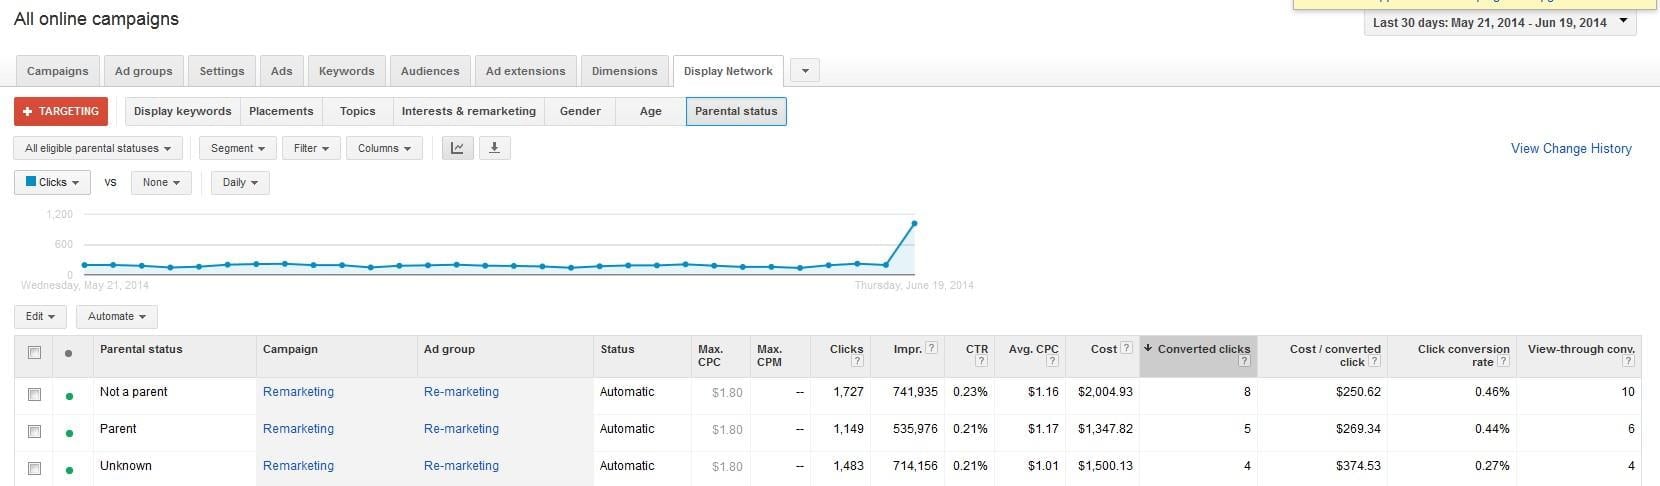 All online campaigns
Last 30 days: May 21, 2014 - Jun 19, 2014
Campaigns Ad groups Settings Ads Keywords Audiences Ad extensions Dimensions Display Network
+ TARGETING Display keywords Placements Topics Interests & remarketing Gender Age Parental status
All eligible parental statuses Segment Filter Columns View Change History
Clicks VS None Daily
1,200
600
0
Wednesday, May 21, 2014 Thursday, June 19, 2014
Edit Automate
Parental status Campaign Ad group Status Max. CPC Max. CPM Clicks ? Impr. ? CTR ? Avg. CPC ? Cost ? Converted clicks ? Cost / converted click ? Click conversion rate ? View-through conv. ?
Not a parent Remarketing Re-marketing Automatic $1.80 -- 1,727 741,935 0.23% $1.16 $2,004.93 8 $250.62 0.46% 10
Parent Remarketing Re-marketing Automatic $1.80 -- 1,149 535,976 0.21% $1.17 $1,347.82 5 $269.34 0.44% 6
Unknown Remarketing Re-marketing Automatic $1.80 -- 1,483 714,156 0.21% $1.01 $1,500.13 4 $374.53 0.27% 4